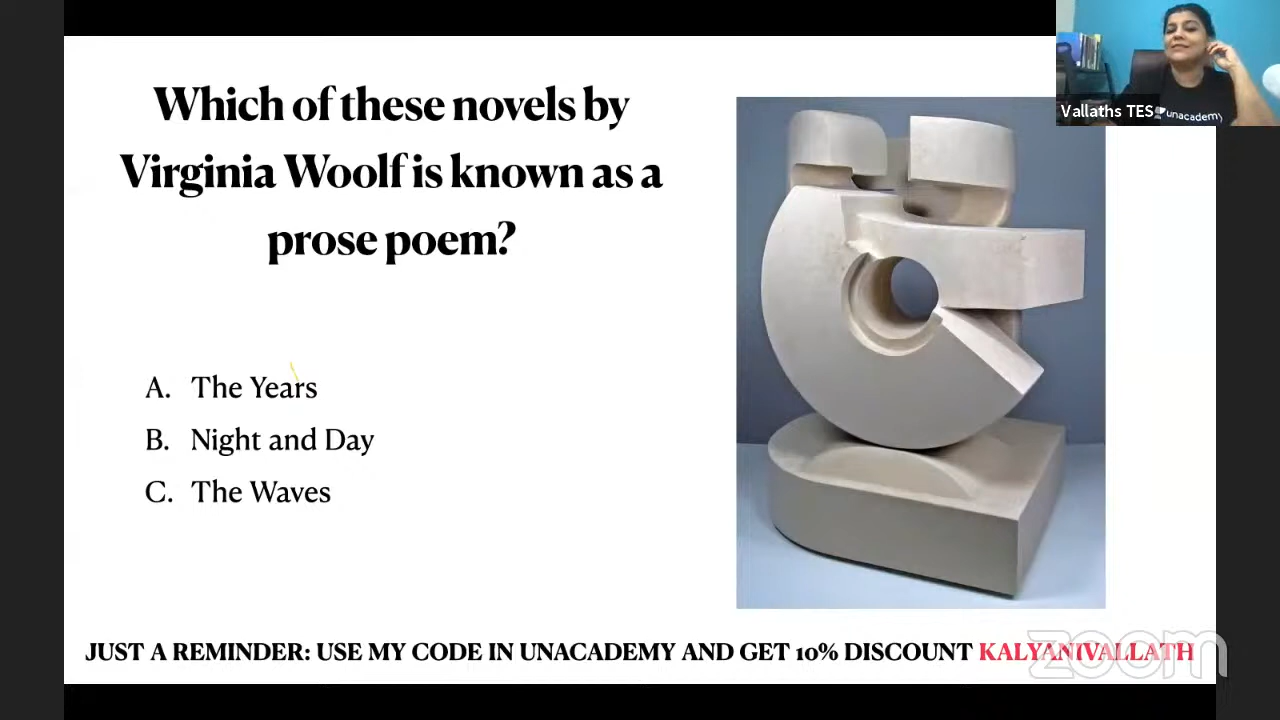 Which of these novels by
Virginia Woolf is known as a
prose poem?
A. The Years
B. Night and Day
C. The Waves
JUST A REMINDER: USE MY CODE IN UNACADEMY AND GET 10% DISCOUNT KALYANIVALLATH
zoom
Vallaths TES
unacademy